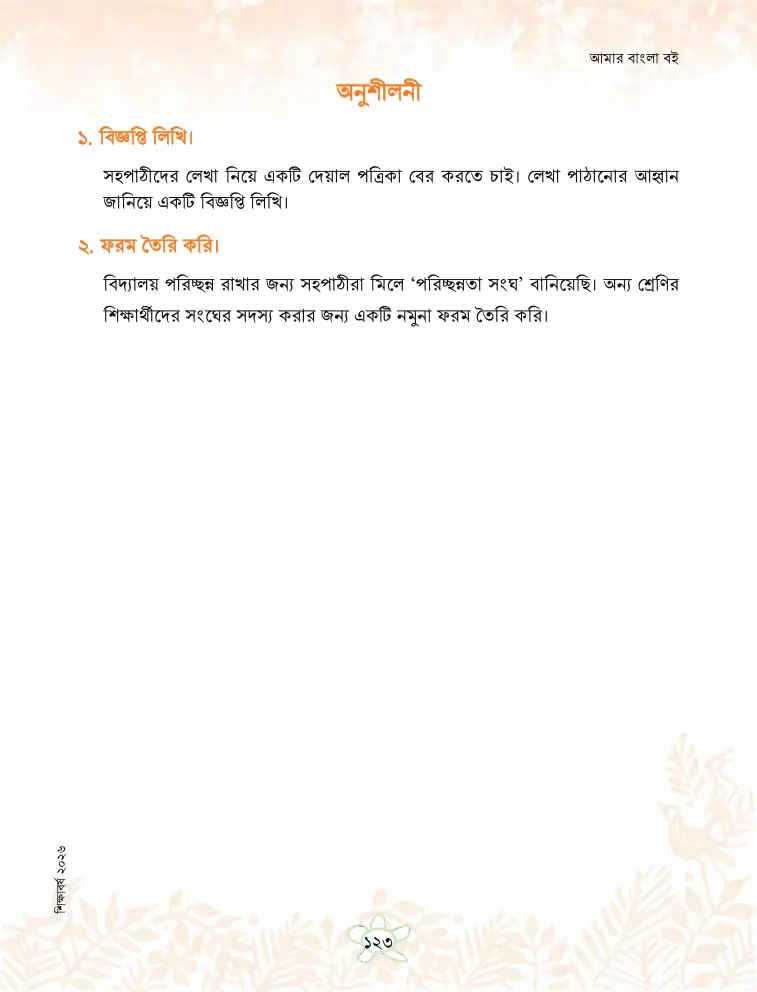 আমার বাংলা বই
অনুশীলনী
১. বিজ্ঞপ্তি লিখি।
সহপাঠীদের লেখা নিয়ে একটি দেয়াল পত্রিকা বের করতে চাই। লেখা পাঠানোর আহ্বান
জানিয়ে একটি বিজ্ঞপ্তি লিখি।
২. ফরম তৈরি করি।
বিদ্যালয় পরিচ্ছন্ন রাখার জন্য সহপাঠীরা মিলে ‘পরিচ্ছন্নতা সংঘ’ বানিয়েছি। অন্য শ্রেণির
শিক্ষার্থীদের সংঘের সদস্য করার জন্য একটি নমুনা ফরম তৈরি করি।
শিক্ষাবর্ষ ২০২৬
১২৩